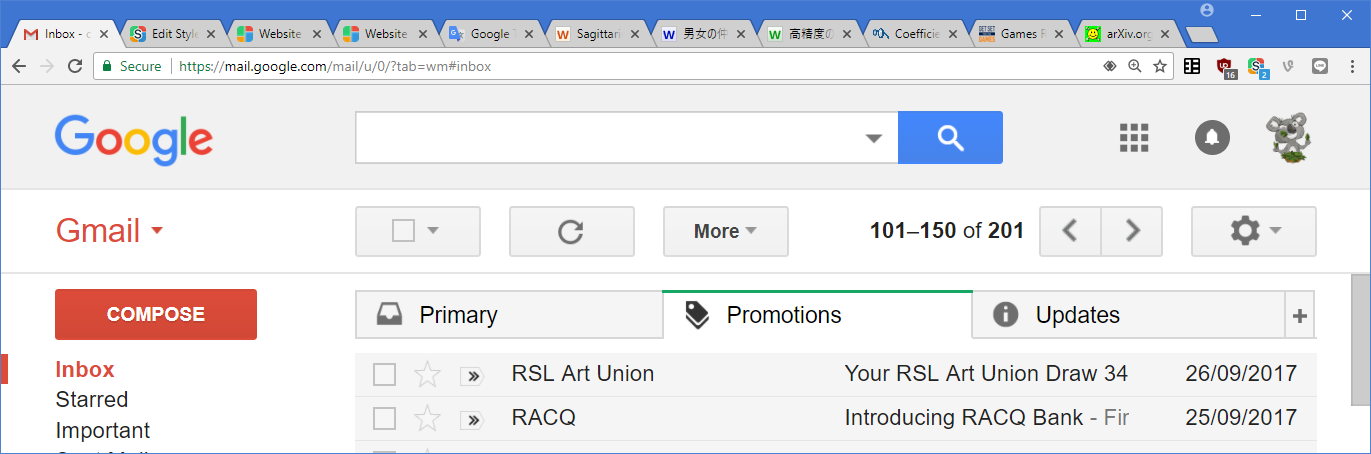 Inbox - c Edit Style Website Website Google T Sagittari 男女の件 高精度の Coefficie Games R arXiv.org
Secure https://mail.google.com/mail/u/0/?tab=wm#inbox 16 2
Google
Gmail More 101–150 of 201
COMPOSE Primary Promotions Updates +
Inbox RSL Art Union Your RSL Art Union Draw 34 26/09/2017
Starred RACQ Introducing RACQ Bank - Fir 25/09/2017
Important